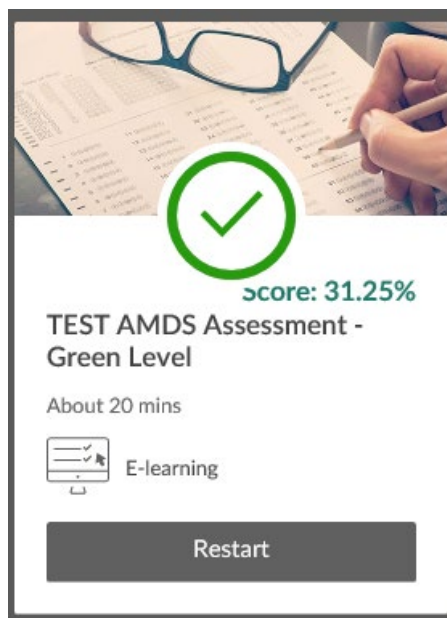 Score: 31.25%
TEST AMDS Assessment -
Green Level
About 20 mins
E-learning
Restart